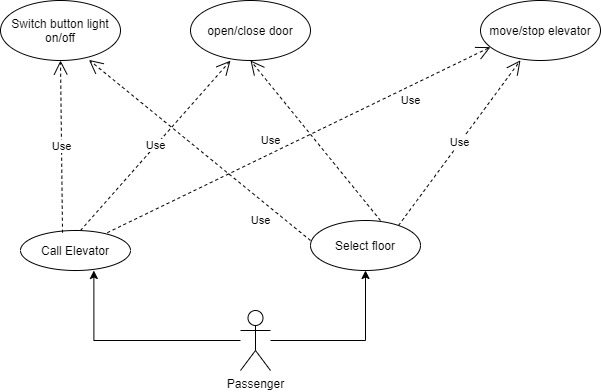 Switch button light
on/off
open/close door
move/stop elevator
Use
Use
Use
Use
Use
Use
Call Elevator
Select floor
Passenger